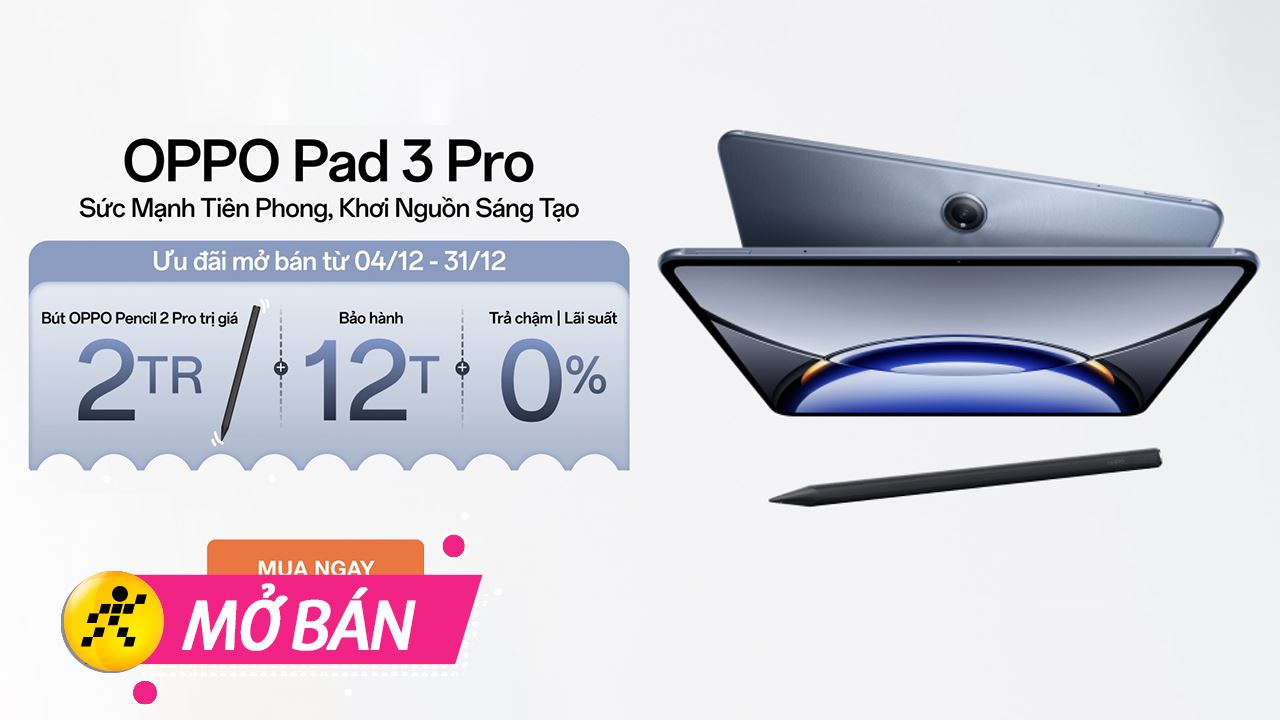 OPPO Pad 3 Pro
Sức Mạnh Tiên Phong, Khơi Nguồn Sáng Tạo
Ưu đãi mở bán từ 04/12 - 31/12
Bút OPPO Pencil 2 Pro trị giá
2TR
Bảo hành
12T
Trả chậm | Lãi suất
0%
MUA NGAY
MỞ BÁN